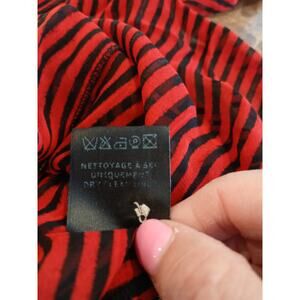 NETTOYAGE À SEC
UNIQUEMENT
DRY CLEAN ONLY